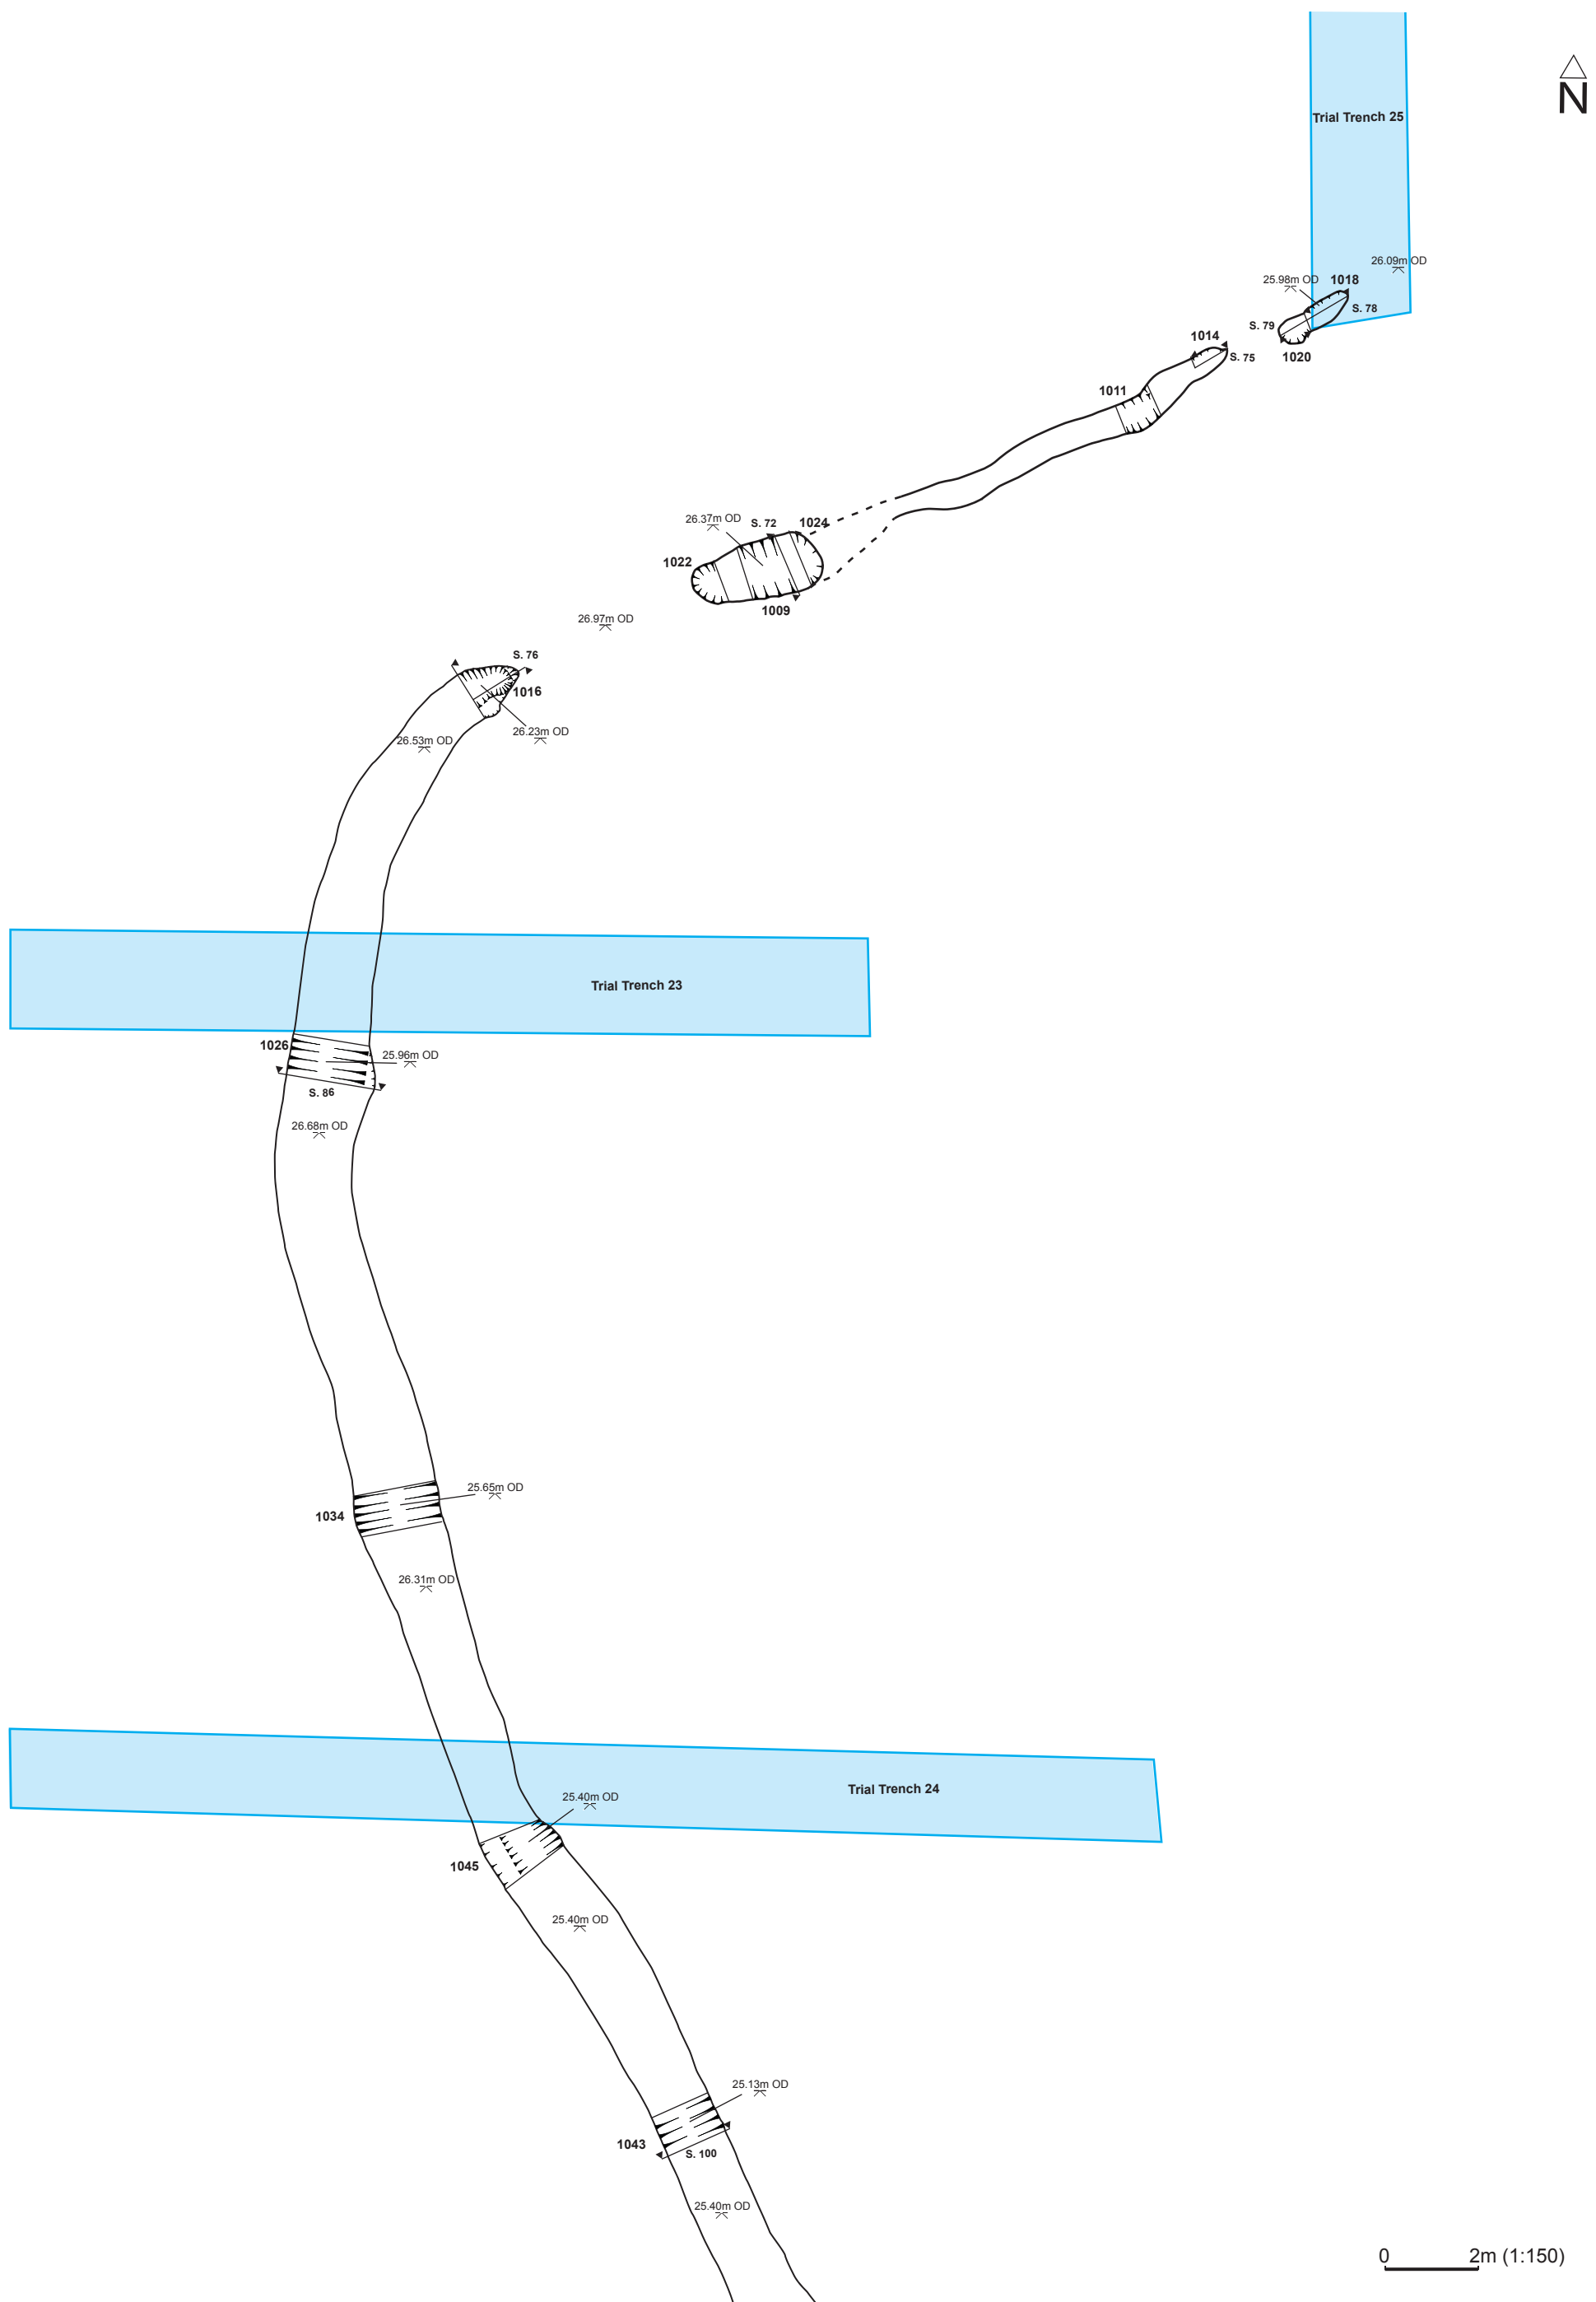 N
Trial Trench 25
26.09m OD
25.98m OD
1018
S. 78
S. 79
1014
1020
S. 75
1011
26.37m OD
S. 72
1024
1022
1009
26.97m OD
S. 76
1016
26.23m OD
26.53m OD
Trial Trench 23
1026
25.96m OD
S. 86
26.68m OD
25.65m OD
1034
26.31m OD
Trial Trench 24
25.40m OD
1045
25.40m OD
25.13m OD
1043
S. 100
25.40m OD
0 2m (1:150)